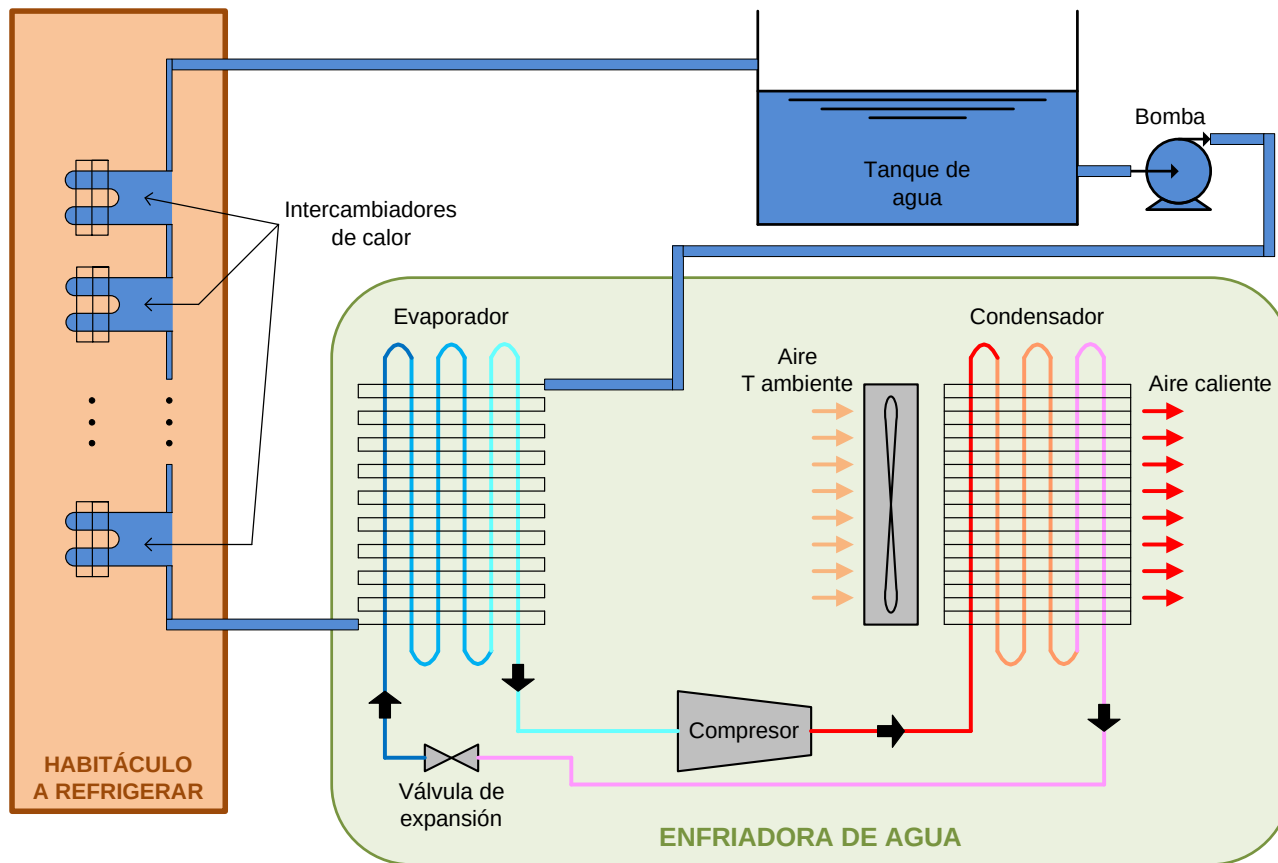 Bomba
Tanque de
agua
Intercambiadores
de calor
Evaporador
Condensador
Aire
T ambiente
Aire caliente
Compresor
Válvula de
expansión
HABITÁCULO
A REFRIGERAR
ENFRIADORA DE AGUA